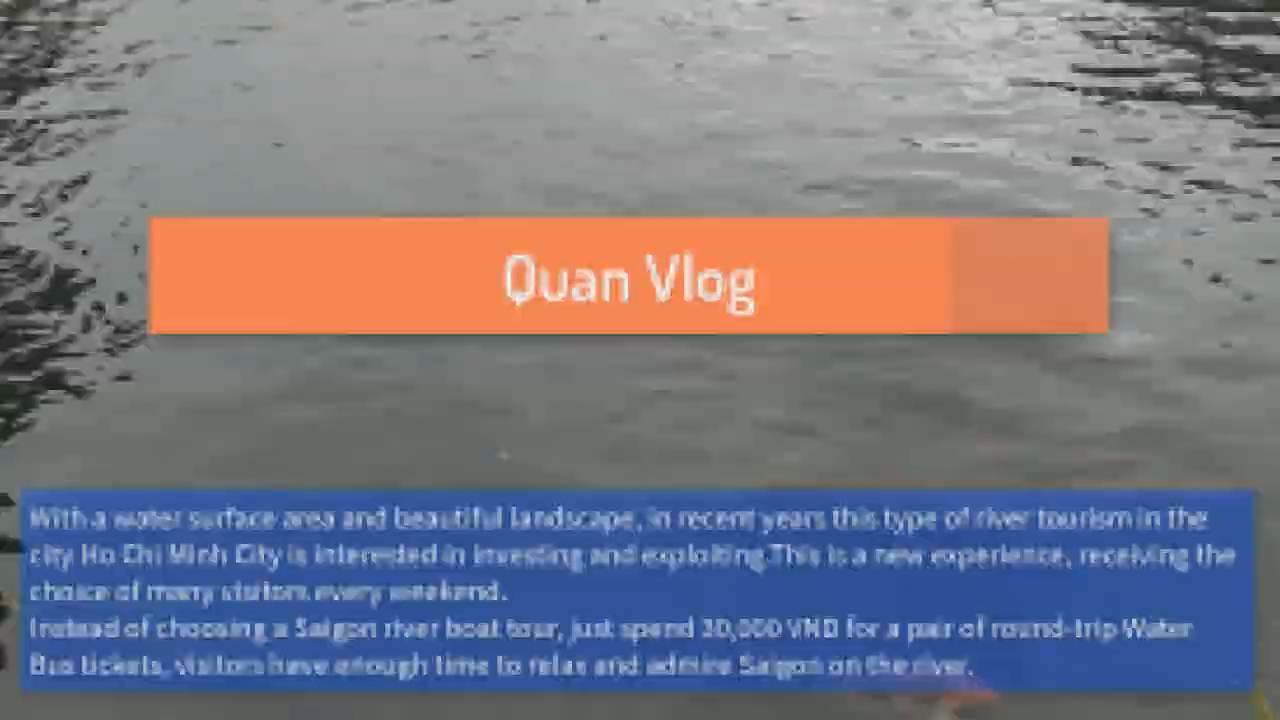 Quan Vlog
With a water surface area and beautiful landscape, in recent years this type of river tourism in the
city Ho Chi Minh City is interested in investing and exploiting.This is a new experience, receiving the
choice of many visitors every weekend.
Instead of choosing a Saigon river boat tour, just spend 30,000 VND for a pair of round-trip Water
Bus tickets, visitors have enough time to relax and admire Saigon on the river.